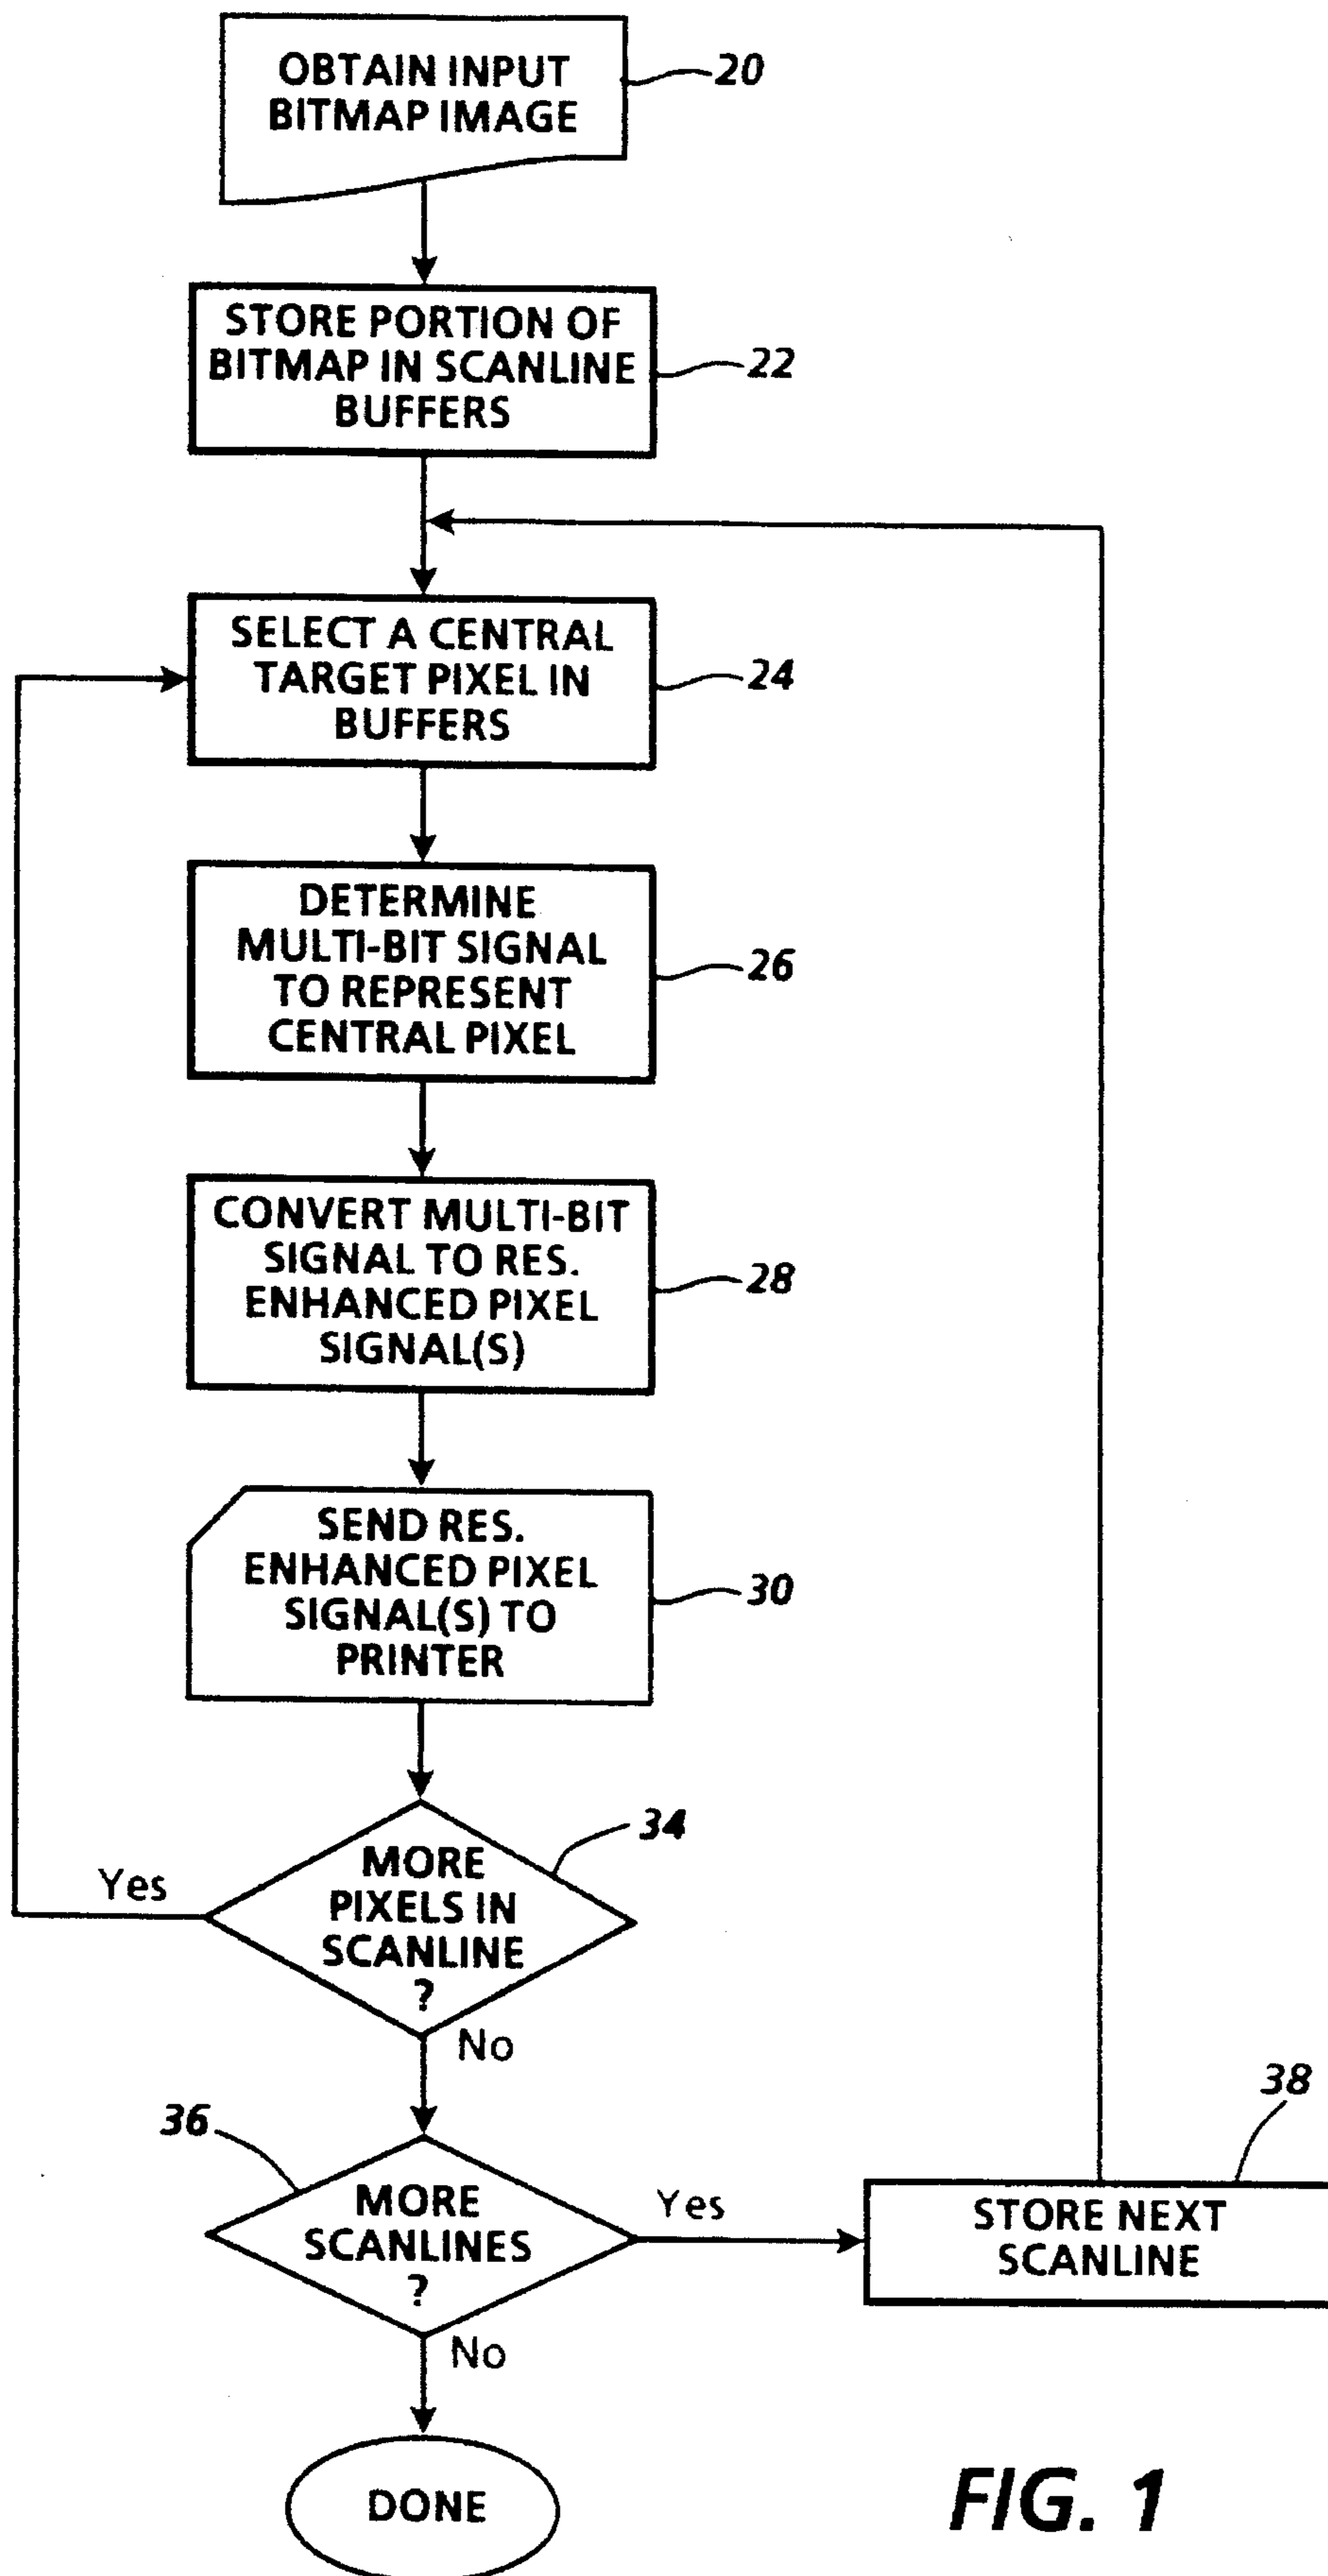 OBTAIN INPUT
BITMAP IMAGE
20
STORE PORTION OF
BITMAP IN SCANLINE
BUFFERS
22
SELECT A CENTRAL
TARGET PIXEL IN
BUFFERS
24
DETERMINE
MULTI-BIT SIGNAL
TO REPRESENT
CENTRAL PIXEL
26
CONVERT MULTI-BIT
SIGNAL TO RES.
ENHANCED PIXEL
SIGNAL(S)
28
SEND RES.
ENHANCED PIXEL
SIGNAL(S) TO
PRINTER
30
34
MORE
PIXELS IN
SCANLINE
?
Yes
No
36
MORE
SCANLINES
?
Yes
38
STORE NEXT
SCANLINE
No
DONE
FIG. 1